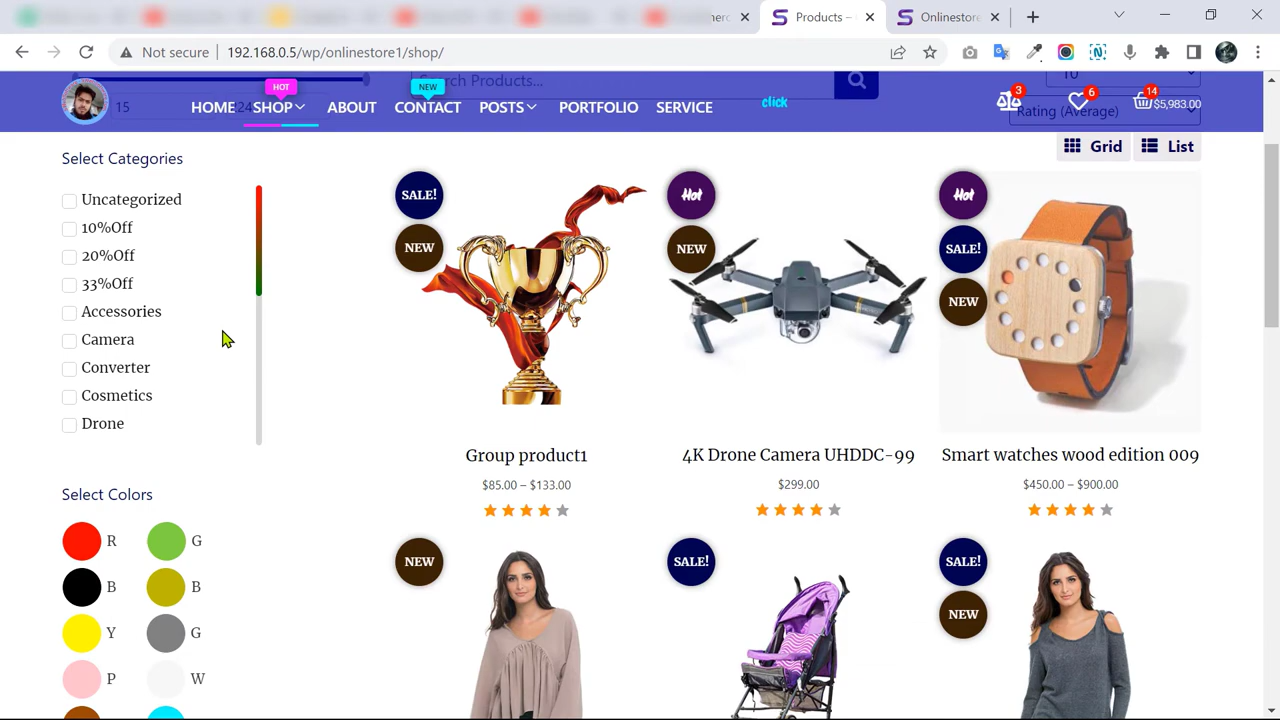 Products –
Onlinestore
Not secure
192.168.0.5/wp/onlinestore1/shop/
Search Products...
10
HOT
NEW
15
24
HOME
SHOP
ABOUT
CONTACT
POSTS
PORTFOLIO
SERVICE
click
3
6
14
$5,983.00
Rating (Average)
Grid
List
Select Categories
Uncategorized
10%Off
20%Off
33%Off
Accessories
Camera
Converter
Cosmetics
Drone
SALE!
NEW
Hot
NEW
Hot
SALE!
NEW
Group product1
$85.00 – $133.00
4K Drone Camera UHDDC-99
$299.00
Smart watches wood edition 009
$450.00 – $900.00
Select Colors
R
G
B
B
Y
G
P
W
NEW
SALE!
SALE!
NEW